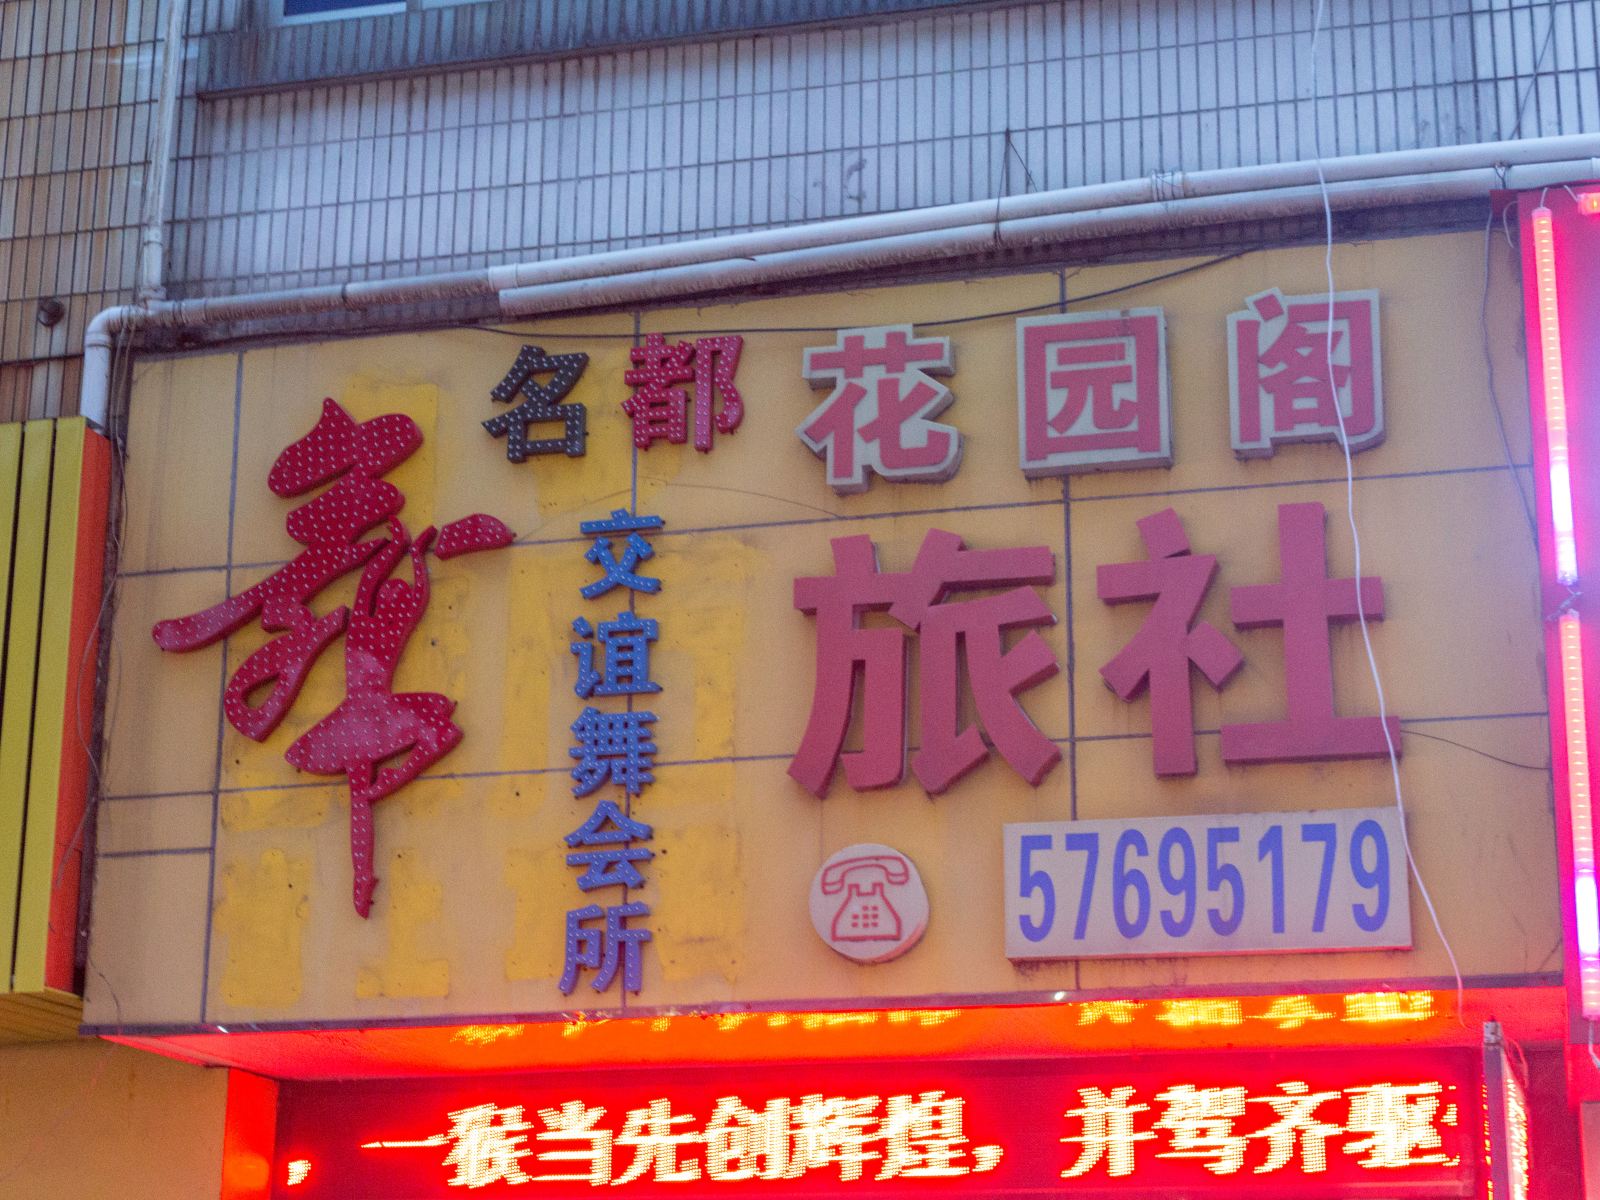 舞
名都
交谊舞会所
花园阁
旅社
57695179
，一猴当先创辉煌，并驾齐驱